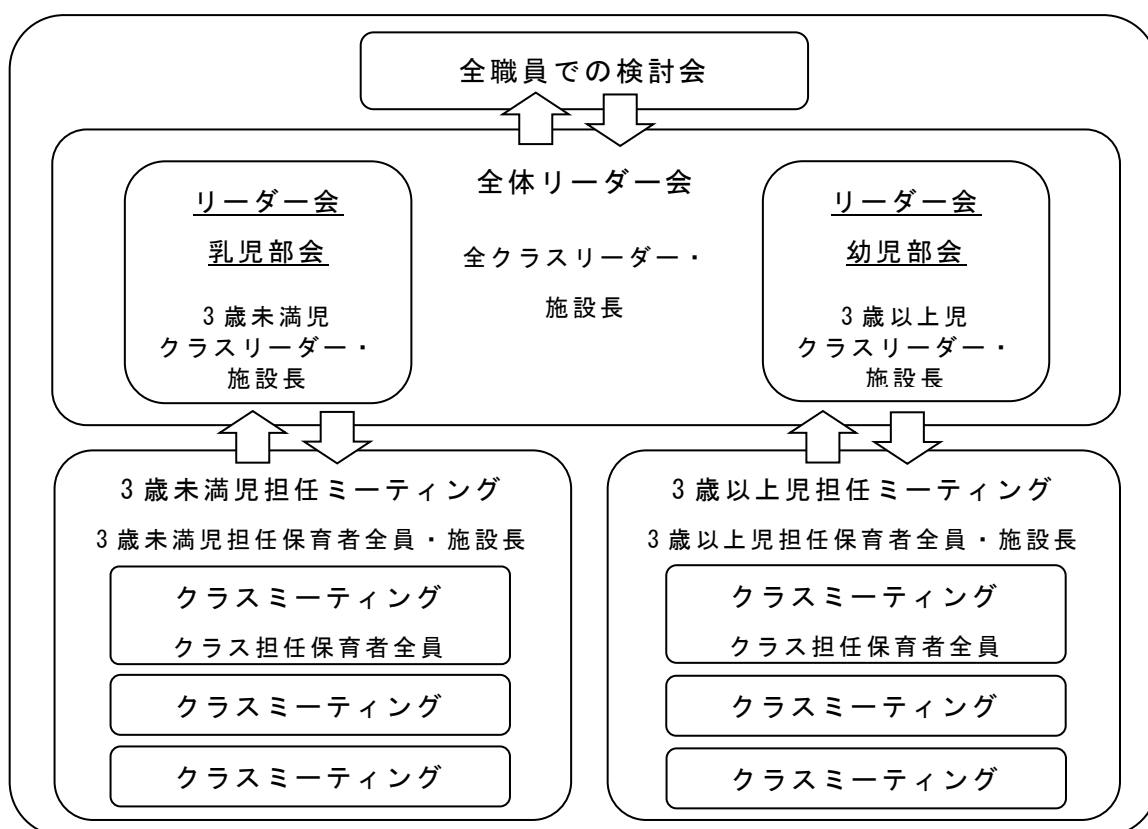 全職員での検討会
全体リーダー会
全クラスリーダー・
施設長
リーダー会
乳児部会
3歳未満児
クラスリーダー・
施設長
リーダー会
幼児部会
3歳以上児
クラスリーダー・
施設長
3歳未満児担任ミーティング
3歳未満児担任保育者全員・施設長
クラスミーティング
クラス担任保育者全員
クラスミーティング
クラスミーティング
3歳以上児担任ミーティング
3歳以上児担任保育者全員・施設長
クラスミーティング
クラス担任保育者全員
クラスミーティング
クラスミーティング